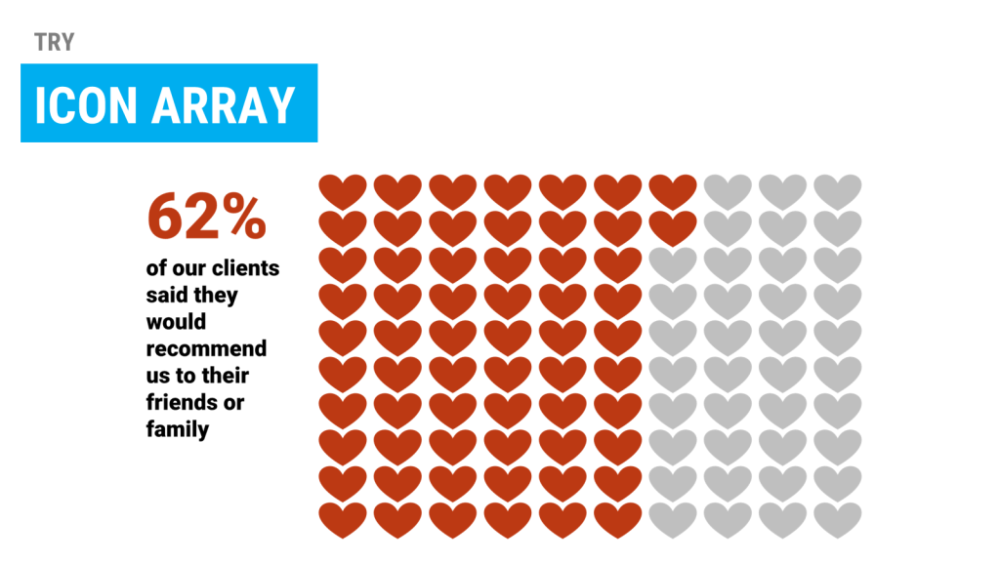 TRY
ICON ARRAY
62%
of our clients
said they
would
recommend
us to their
friends or
family